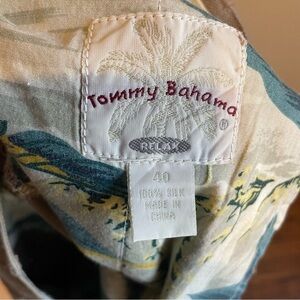 Tommy Bahama
®
RELAX
40
100% SILK
MADE IN
CHINA